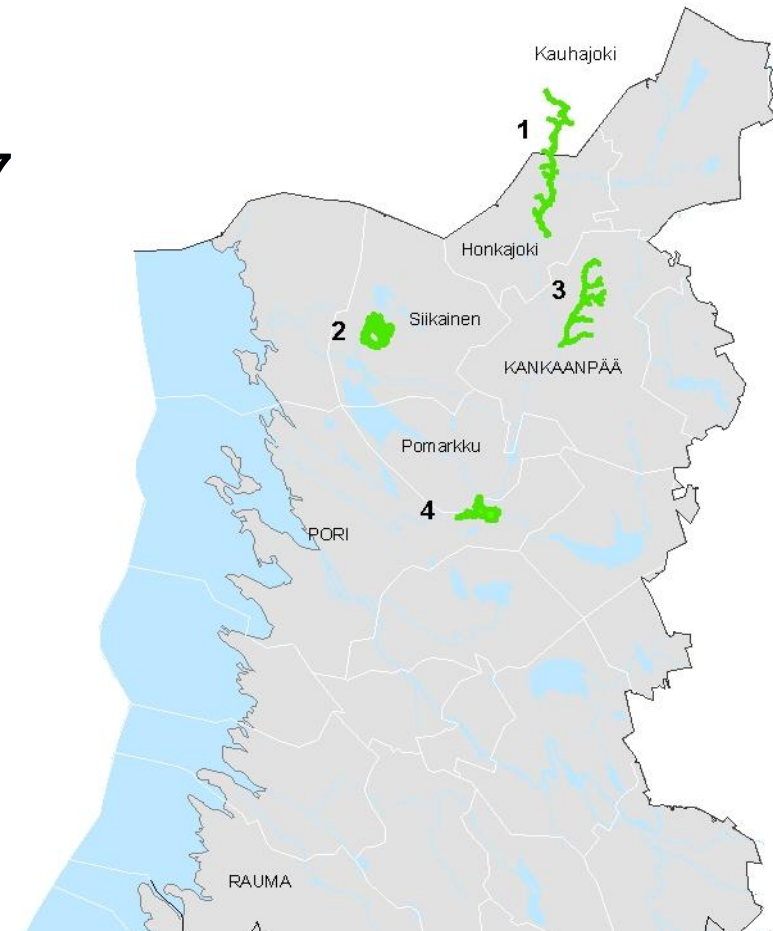 Kauhajoki
1
Honkajoki
3
2
Siikainen
KANKAANPÄÄ
Pomarkku
4
PORI
RAUMA